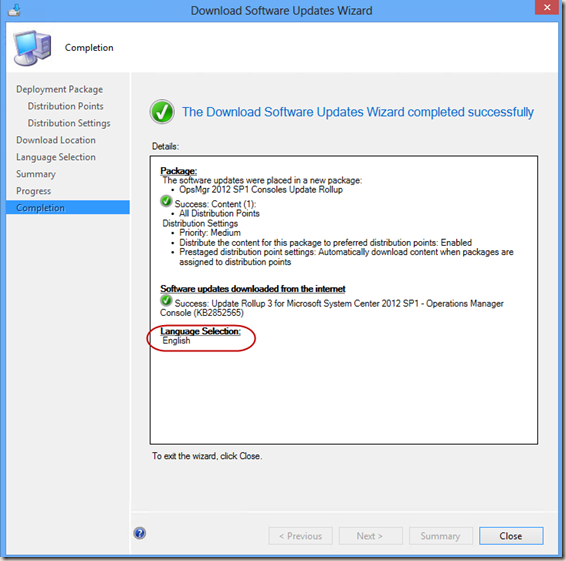 Download Software Updates Wizard
Completion
Deployment Package
Distribution Points
Distribution Settings
Download Location
Language Selection
Summary
Progress
Completion
The Download Software Updates Wizard completed successfully
Details:
Package:
The software updates were placed in a new package:
• OpsMgr 2012 SP1 Consoles Update Rollup
Success: Content (1):
• All Distribution Points
Distribution Settings
• Priority: Medium
• Distribute the content for this package to preferred distribution points: Enabled
• Prestaged distribution point settings: Automatically download content when packages are
assigned to distribution points
Software updates downloaded from the internet
Success: Update Rollup 3 for Microsoft System Center 2012 SP1 - Operations Manager
Console (KB2852565)
Language Selection:
English
To exit the wizard, click Close.
< Previous
Next >
Summary
Close